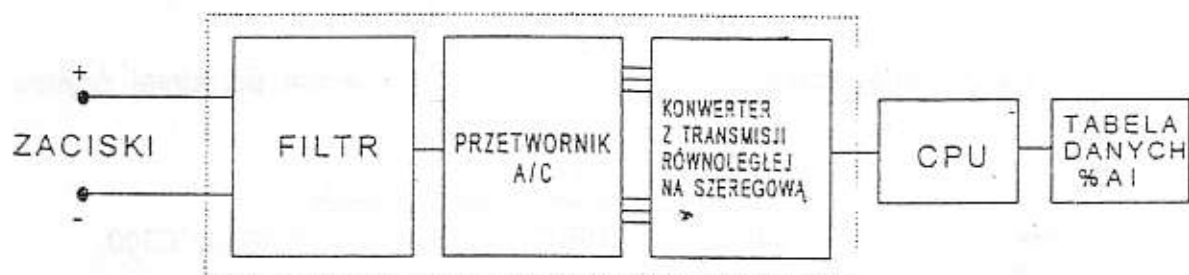 +
ZACISKI
-
FILTR
PRZETWORNIK
A/C
KONWERTER
Z TRANSMISJI
RÓWNOLEGŁEJ
NA SZEREGOWĄ
CPU
TABELA
DANYCH
%AI